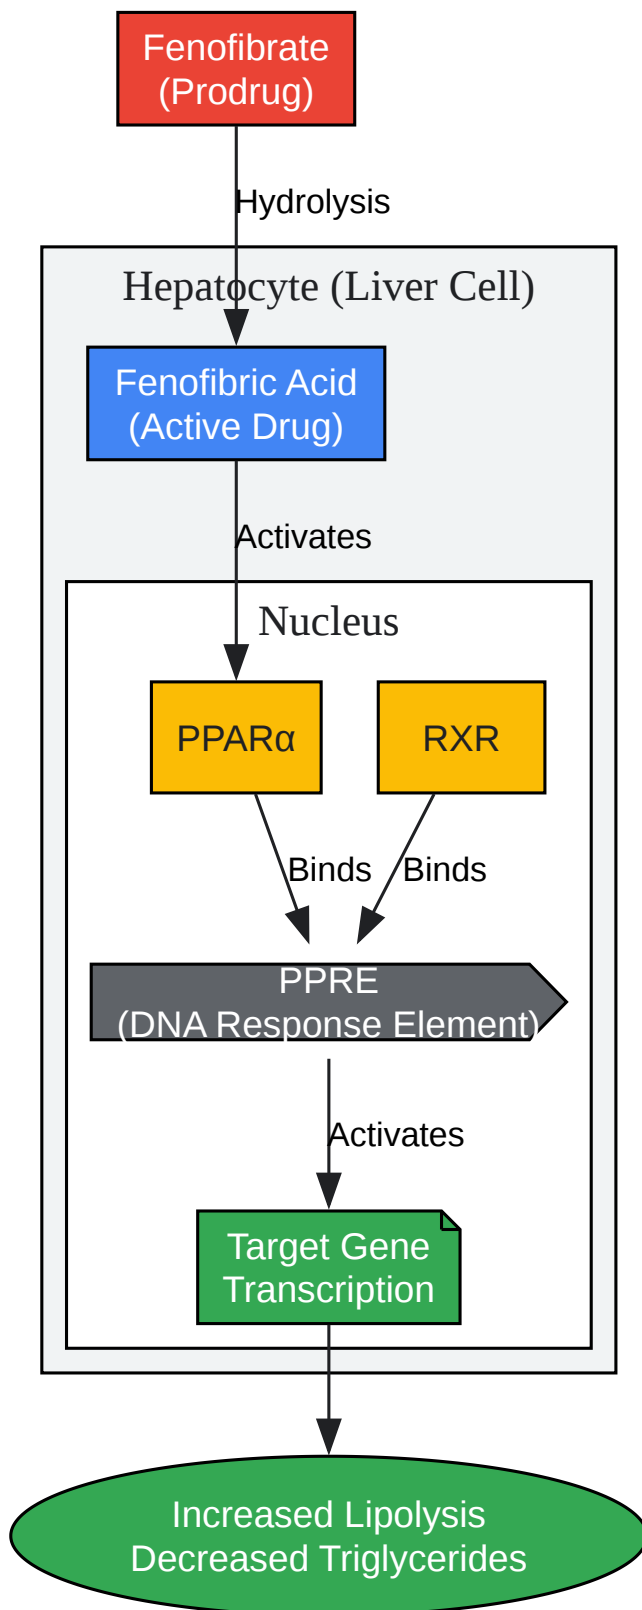 Fenofibrate
(Prodrug)
Hydrolysis
Hepatocyte (Liver Cell)
Fenofibric Acid
(Active Drug)
Activates
Nucleus
PPARα
RXR
Binds
Binds
PPRE
(DNA Response Element)
Activates
Target Gene
Transcription
Increased Lipolysis
Decreased Triglycerides